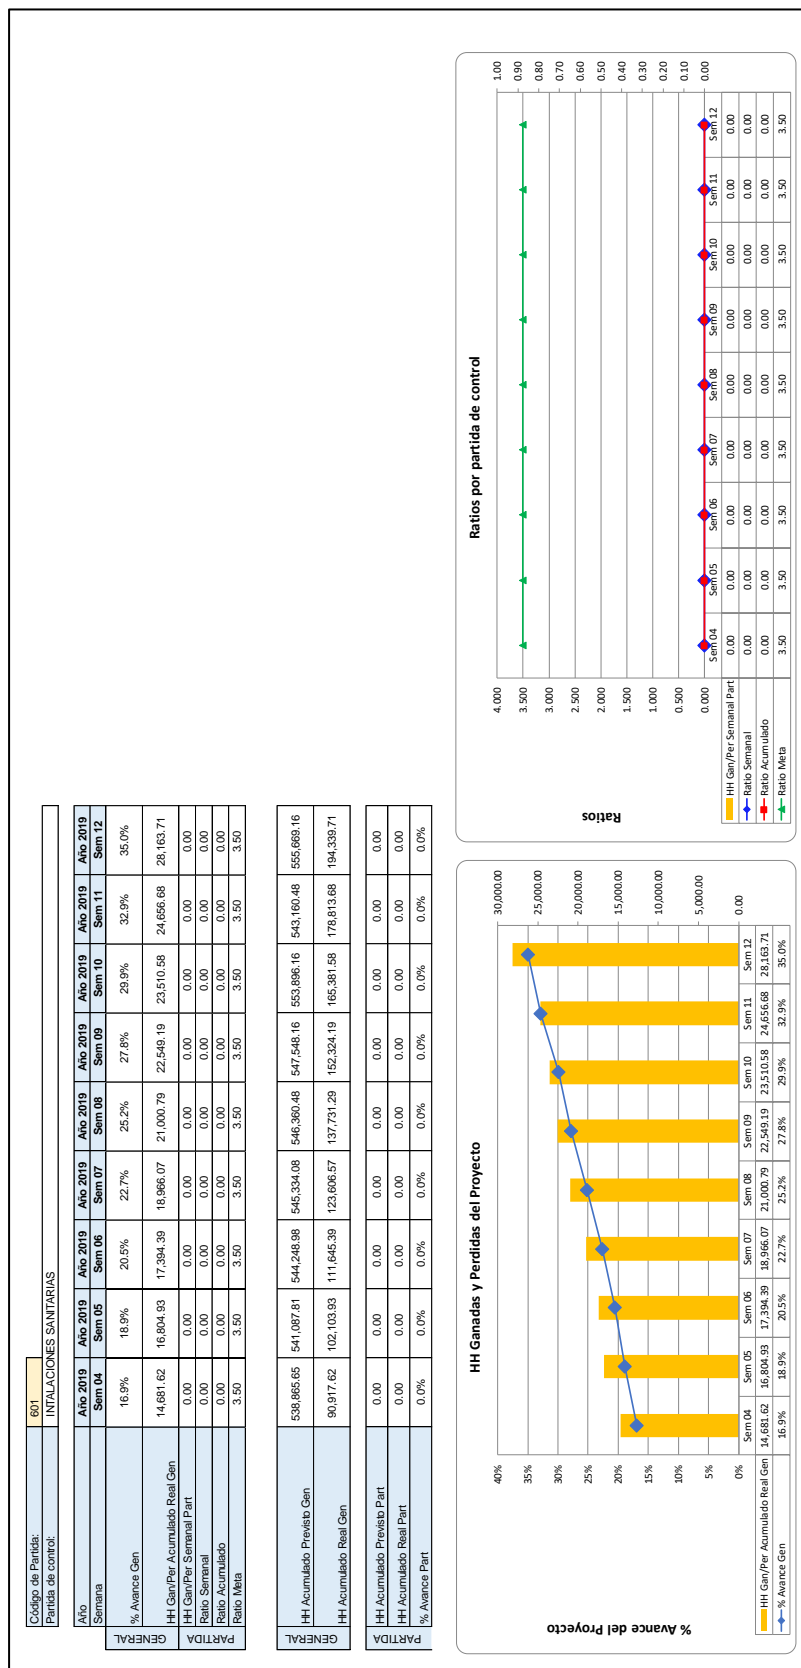 Código de Partida: 601
Partida de control: INTALACIONES SANITARIAS
Año Año 2019 Año 2019 Año 2019 Año 2019 Año 2019 Año 2019 Año 2019 Año 2019 Año 2019
Semana Sem 04 Sem 05 Sem 06 Sem 07 Sem 08 Sem 09 Sem 10 Sem 11 Sem 12
GENERAL
% Avance Gen 16.9% 18.9% 20.5% 22.7% 25.2% 27.8% 29.9% 32.9% 35.0%
HH Gan/Per Acumulado Real Gen 14,681.62 16,804.93 17,394.39 18,966.07 21,000.79 22,549.19 23,510.58 24,656.68 28,163.71
PARTIDA
HH Gan/Per Semanal Part 0.00 0.00 0.00 0.00 0.00 0.00 0.00 0.00 0.00
Ratio Semanal 0.00 0.00 0.00 0.00 0.00 0.00 0.00 0.00 0.00
Ratio Acumulado 0.00 0.00 0.00 0.00 0.00 0.00 0.00 0.00 0.00
Ratio Meta 3.50 3.50 3.50 3.50 3.50 3.50 3.50 3.50 3.50
GENERAL
HH Acumulado Previsto Gen 538,865.65 541,087.81 544,248.98 545,334.08 546,360.48 547,548.16 553,896.16 543,160.48 555,669.16
HH Acumulado Real Gen 90,917.62 102,103.93 111,645.39 123,606.57 137,731.29 152,324.19 165,381.58 178,813.68 194,339.71
PARTIDA
HH Acumulado Previsto Part 0.00 0.00 0.00 0.00 0.00 0.00 0.00 0.00 0.00
HH Acumulado Real Part 0.00 0.00 0.00 0.00 0.00 0.00 0.00 0.00 0.00
% Avance Part 0.0% 0.0% 0.0% 0.0% 0.0% 0.0% 0.0% 0.0% 0.0%
HH Ganadas y Perdidas del Proyecto
% Avance del Proyecto
40% 30,000.00
35% 25,000.00
30% 20,000.00
25%
20% 15,000.00
15% 10,000.00
10%
5% 5,000.00
0% 0.00
Sem 04 Sem 05 Sem 06 Sem 07 Sem 08 Sem 09 Sem 10 Sem 11 Sem 12
HH Gan/Per Acumulado Real Gen 14,681.62 16,804.93 17,394.39 18,966.07 21,000.79 22,549.19 23,510.58 24,656.68 28,163.71
% Avance Gen 16.9% 18.9% 20.5% 22.7% 25.2% 27.8% 29.9% 32.9% 35.0%
Ratios por partida de control
Ratios
4.000 1.00
3.500 0.90
3.000 0.80
2.500 0.70
2.000 0.60
1.500 0.50
1.000 0.40
0.500 0.30
0.000 0.20
0.10
0.00
Sem 04 Sem 05 Sem 06 Sem 07 Sem 08 Sem 09 Sem 10 Sem 11 Sem 12
HH Gan/Per Semanal Part 0.00 0.00 0.00 0.00 0.00 0.00 0.00 0.00 0.00
Ratio Semanal 0.00 0.00 0.00 0.00 0.00 0.00 0.00 0.00 0.00
Ratio Acumulado 0.00 0.00 0.00 0.00 0.00 0.00 0.00 0.00 0.00
Ratio Meta 3.50 3.50 3.50 3.50 3.50 3.50 3.50 3.50 3.50